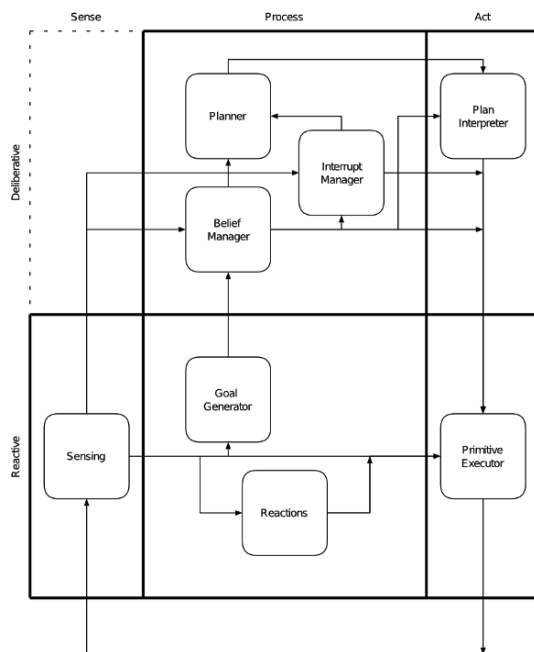 Sense
Process
Act
Deliberative
Planner
Plan
Interpreter
Interrupt
Manager
Belief
Manager
Reactive
Goal
Generator
Sensing
Primitive
Executor
Reactions